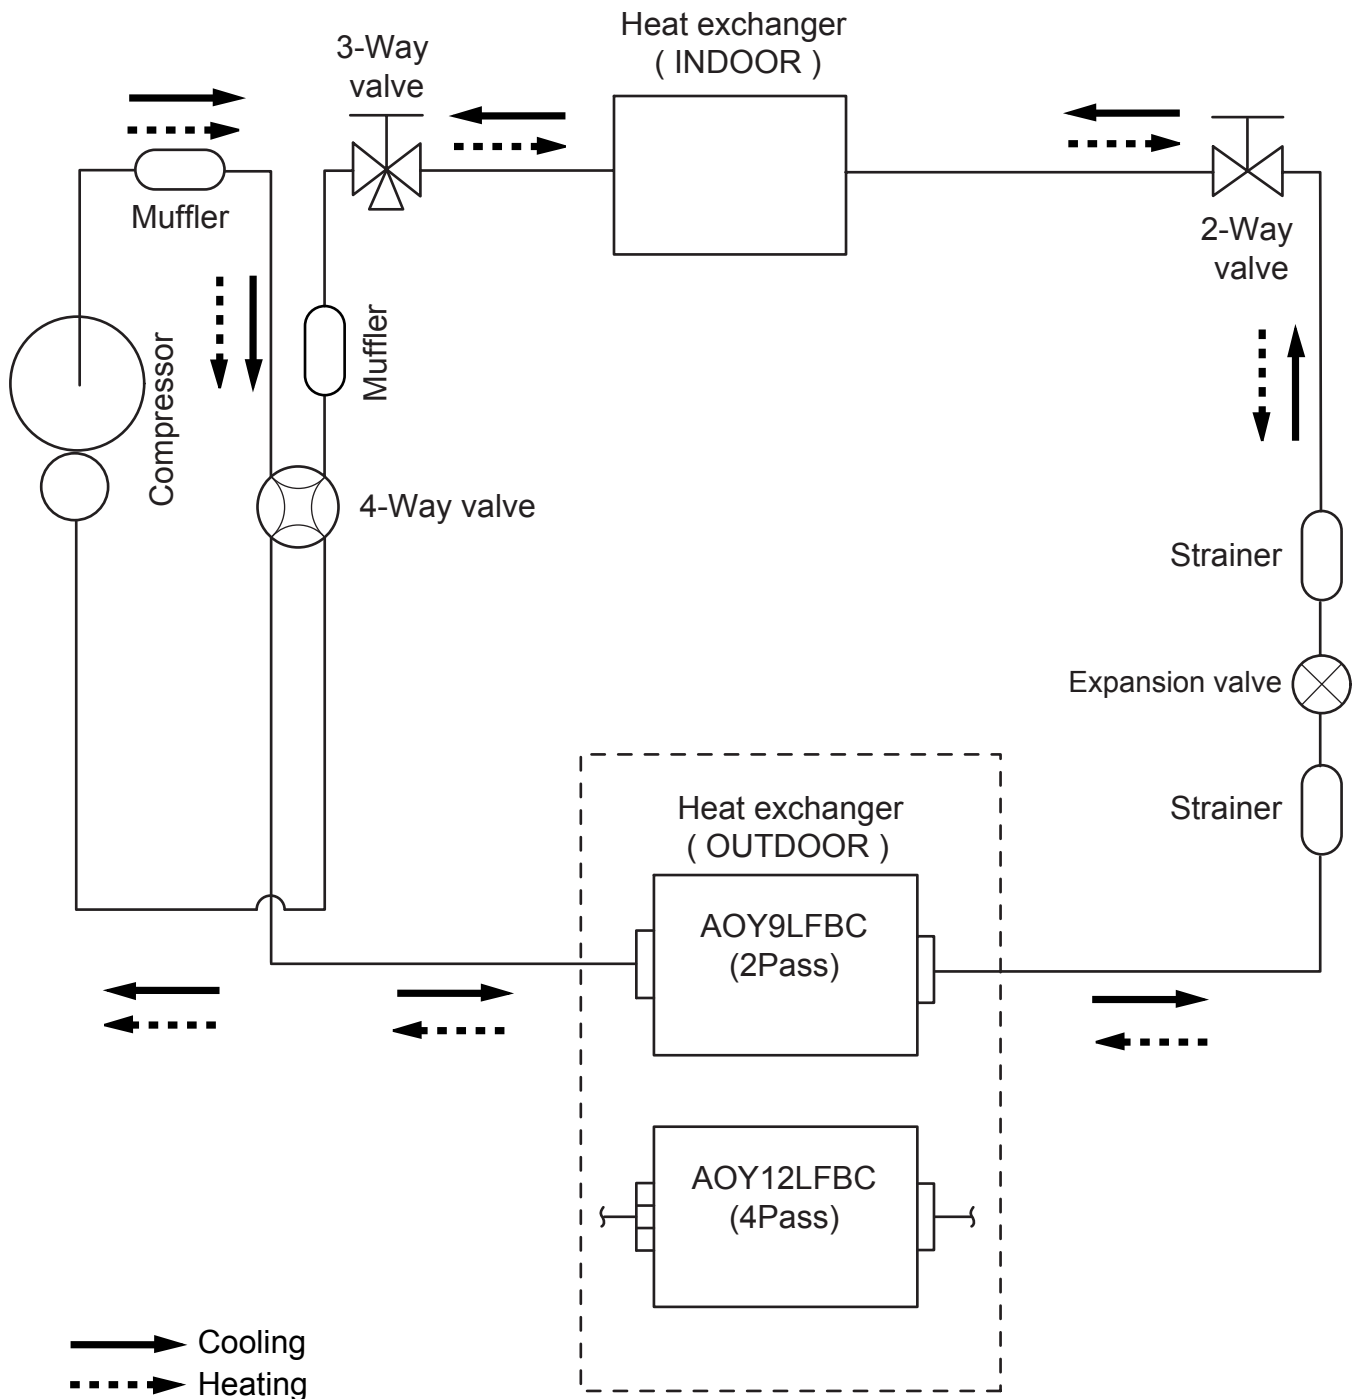 Heat exchanger
( INDOOR )
3-Way
valve
Muffler
2-Way
valve
Compressor
Muffler
4-Way valve
Strainer
Expansion valve
Strainer
Heat exchanger
( OUTDOOR )
AOY9LFBC
(2Pass)
AOY12LFBC
(4Pass)
Cooling
Heating